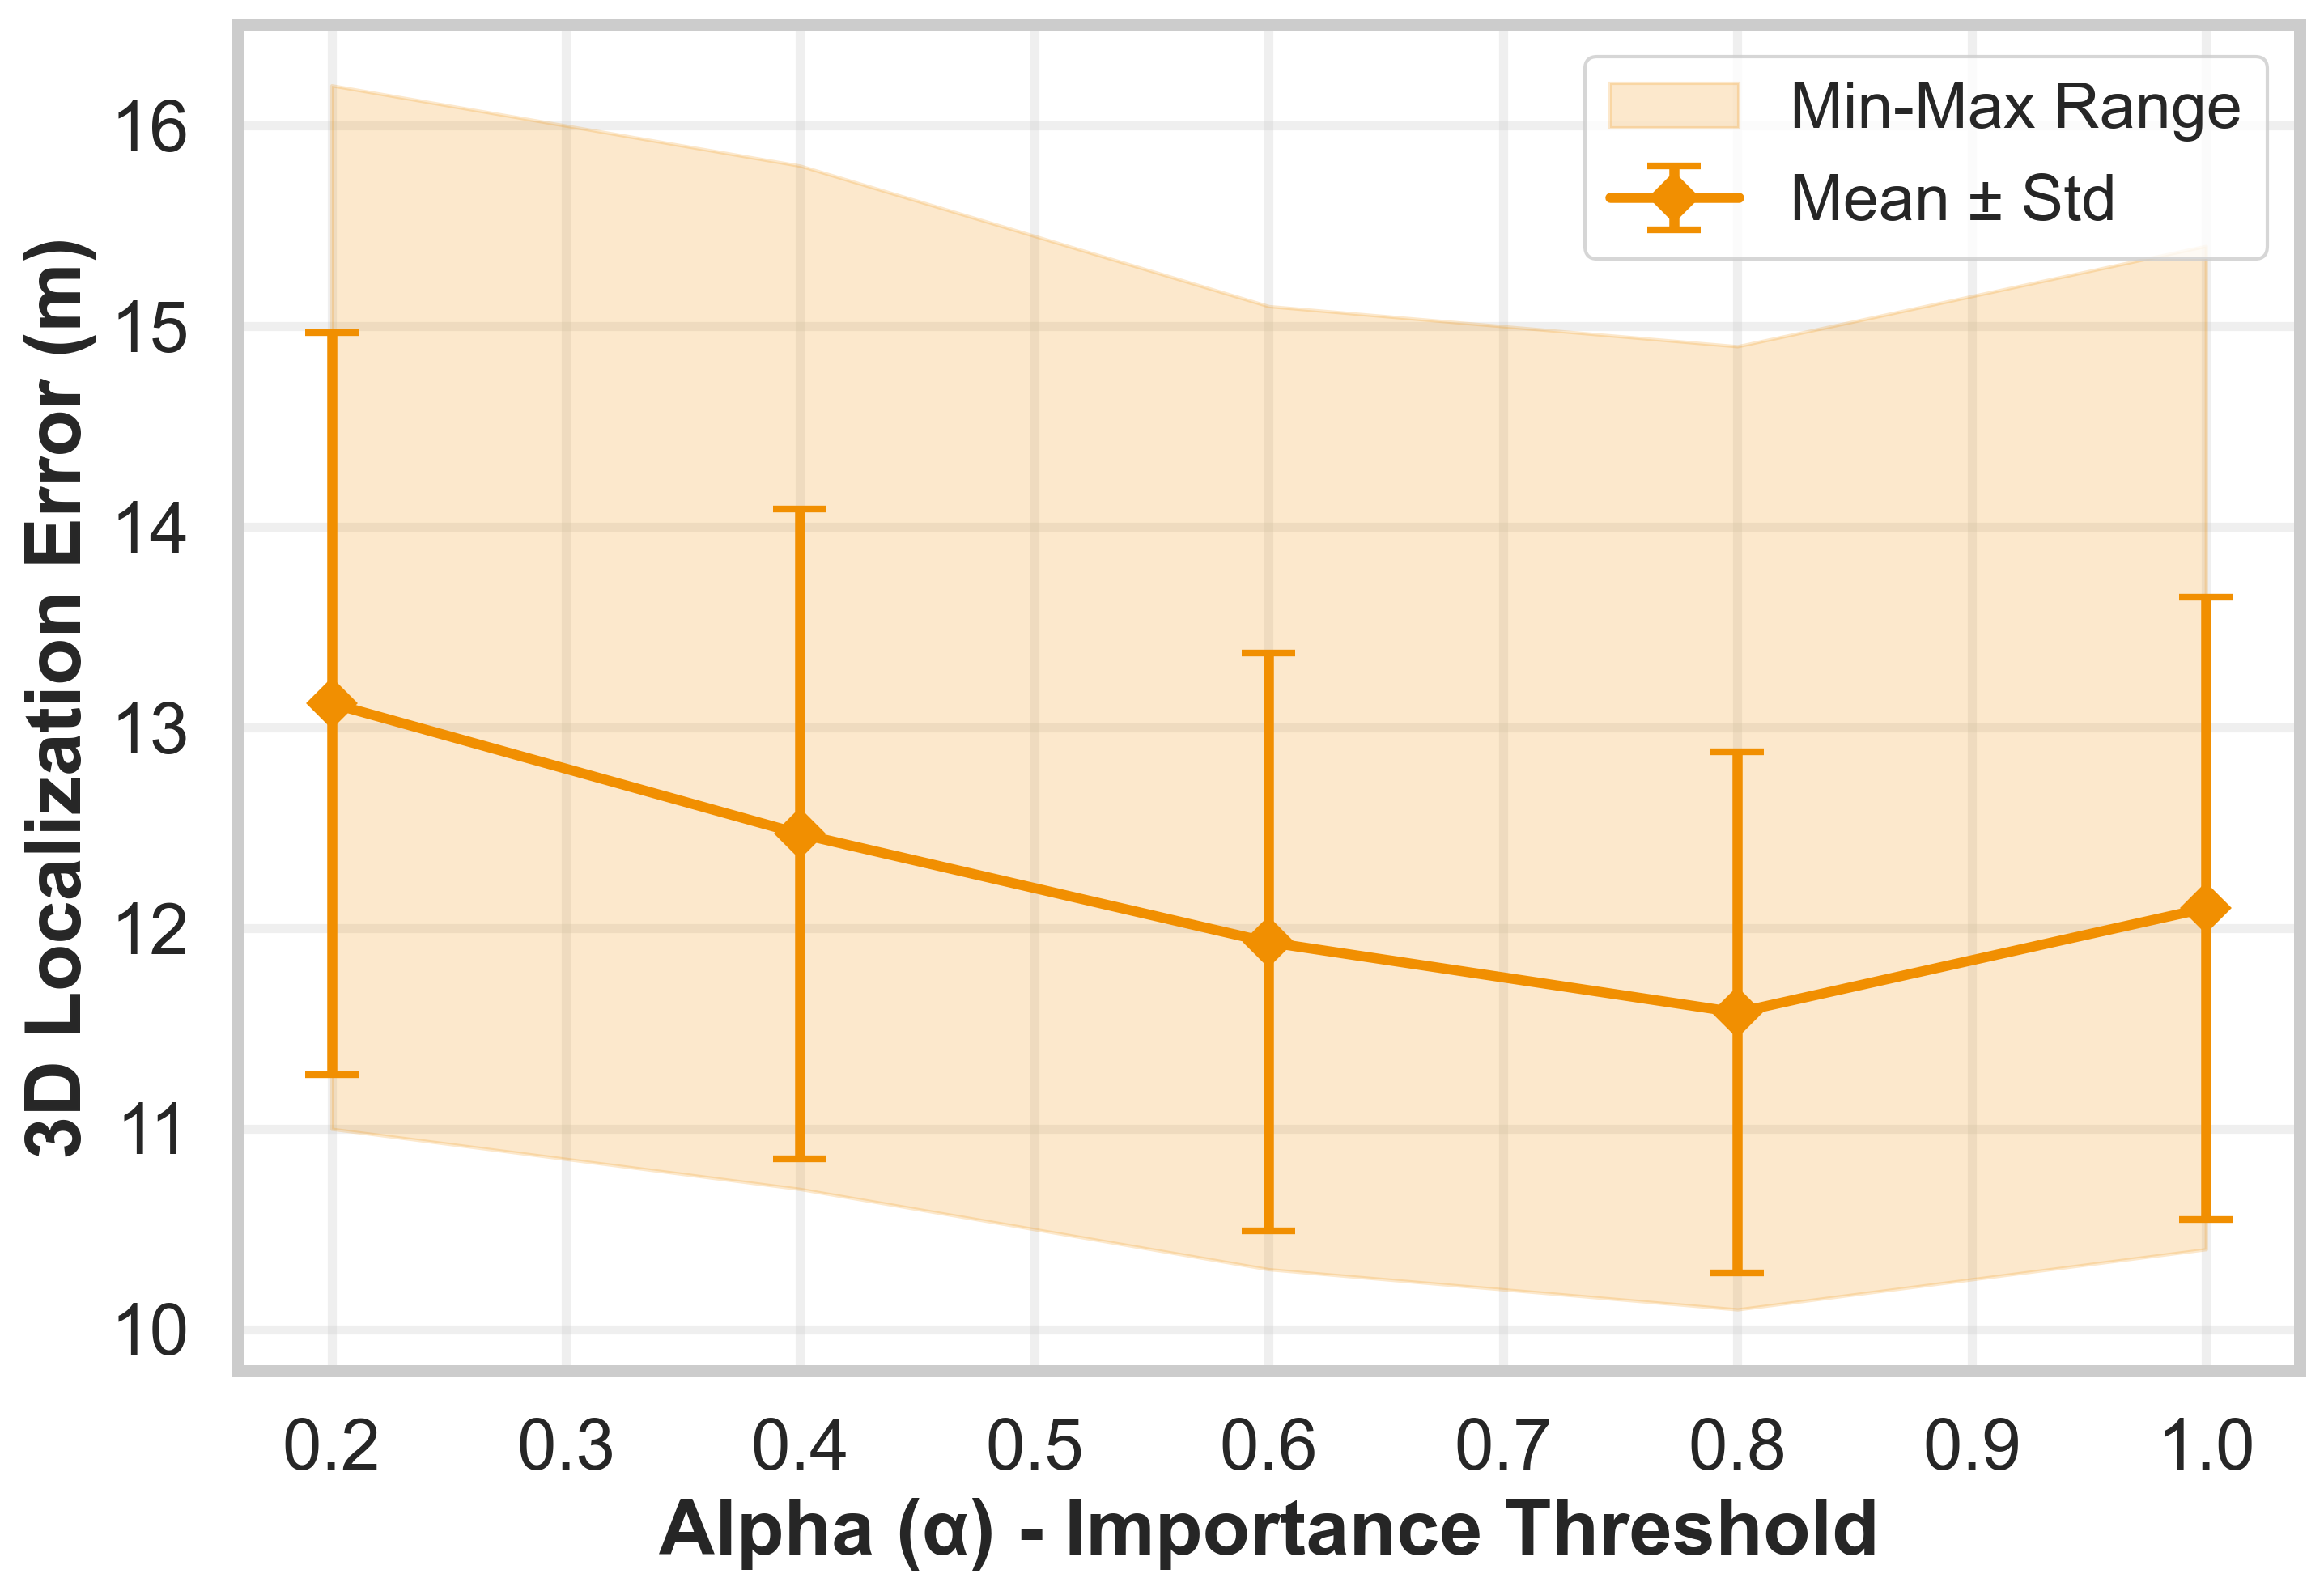 Min-Max Range
Mean ± Std
3D Localization Error (m)
16
15
14
13
12
11
10
0.2 0.3 0.4 0.5 0.6 0.7 0.8 0.9 1.0
Alpha (α) - Importance Threshold